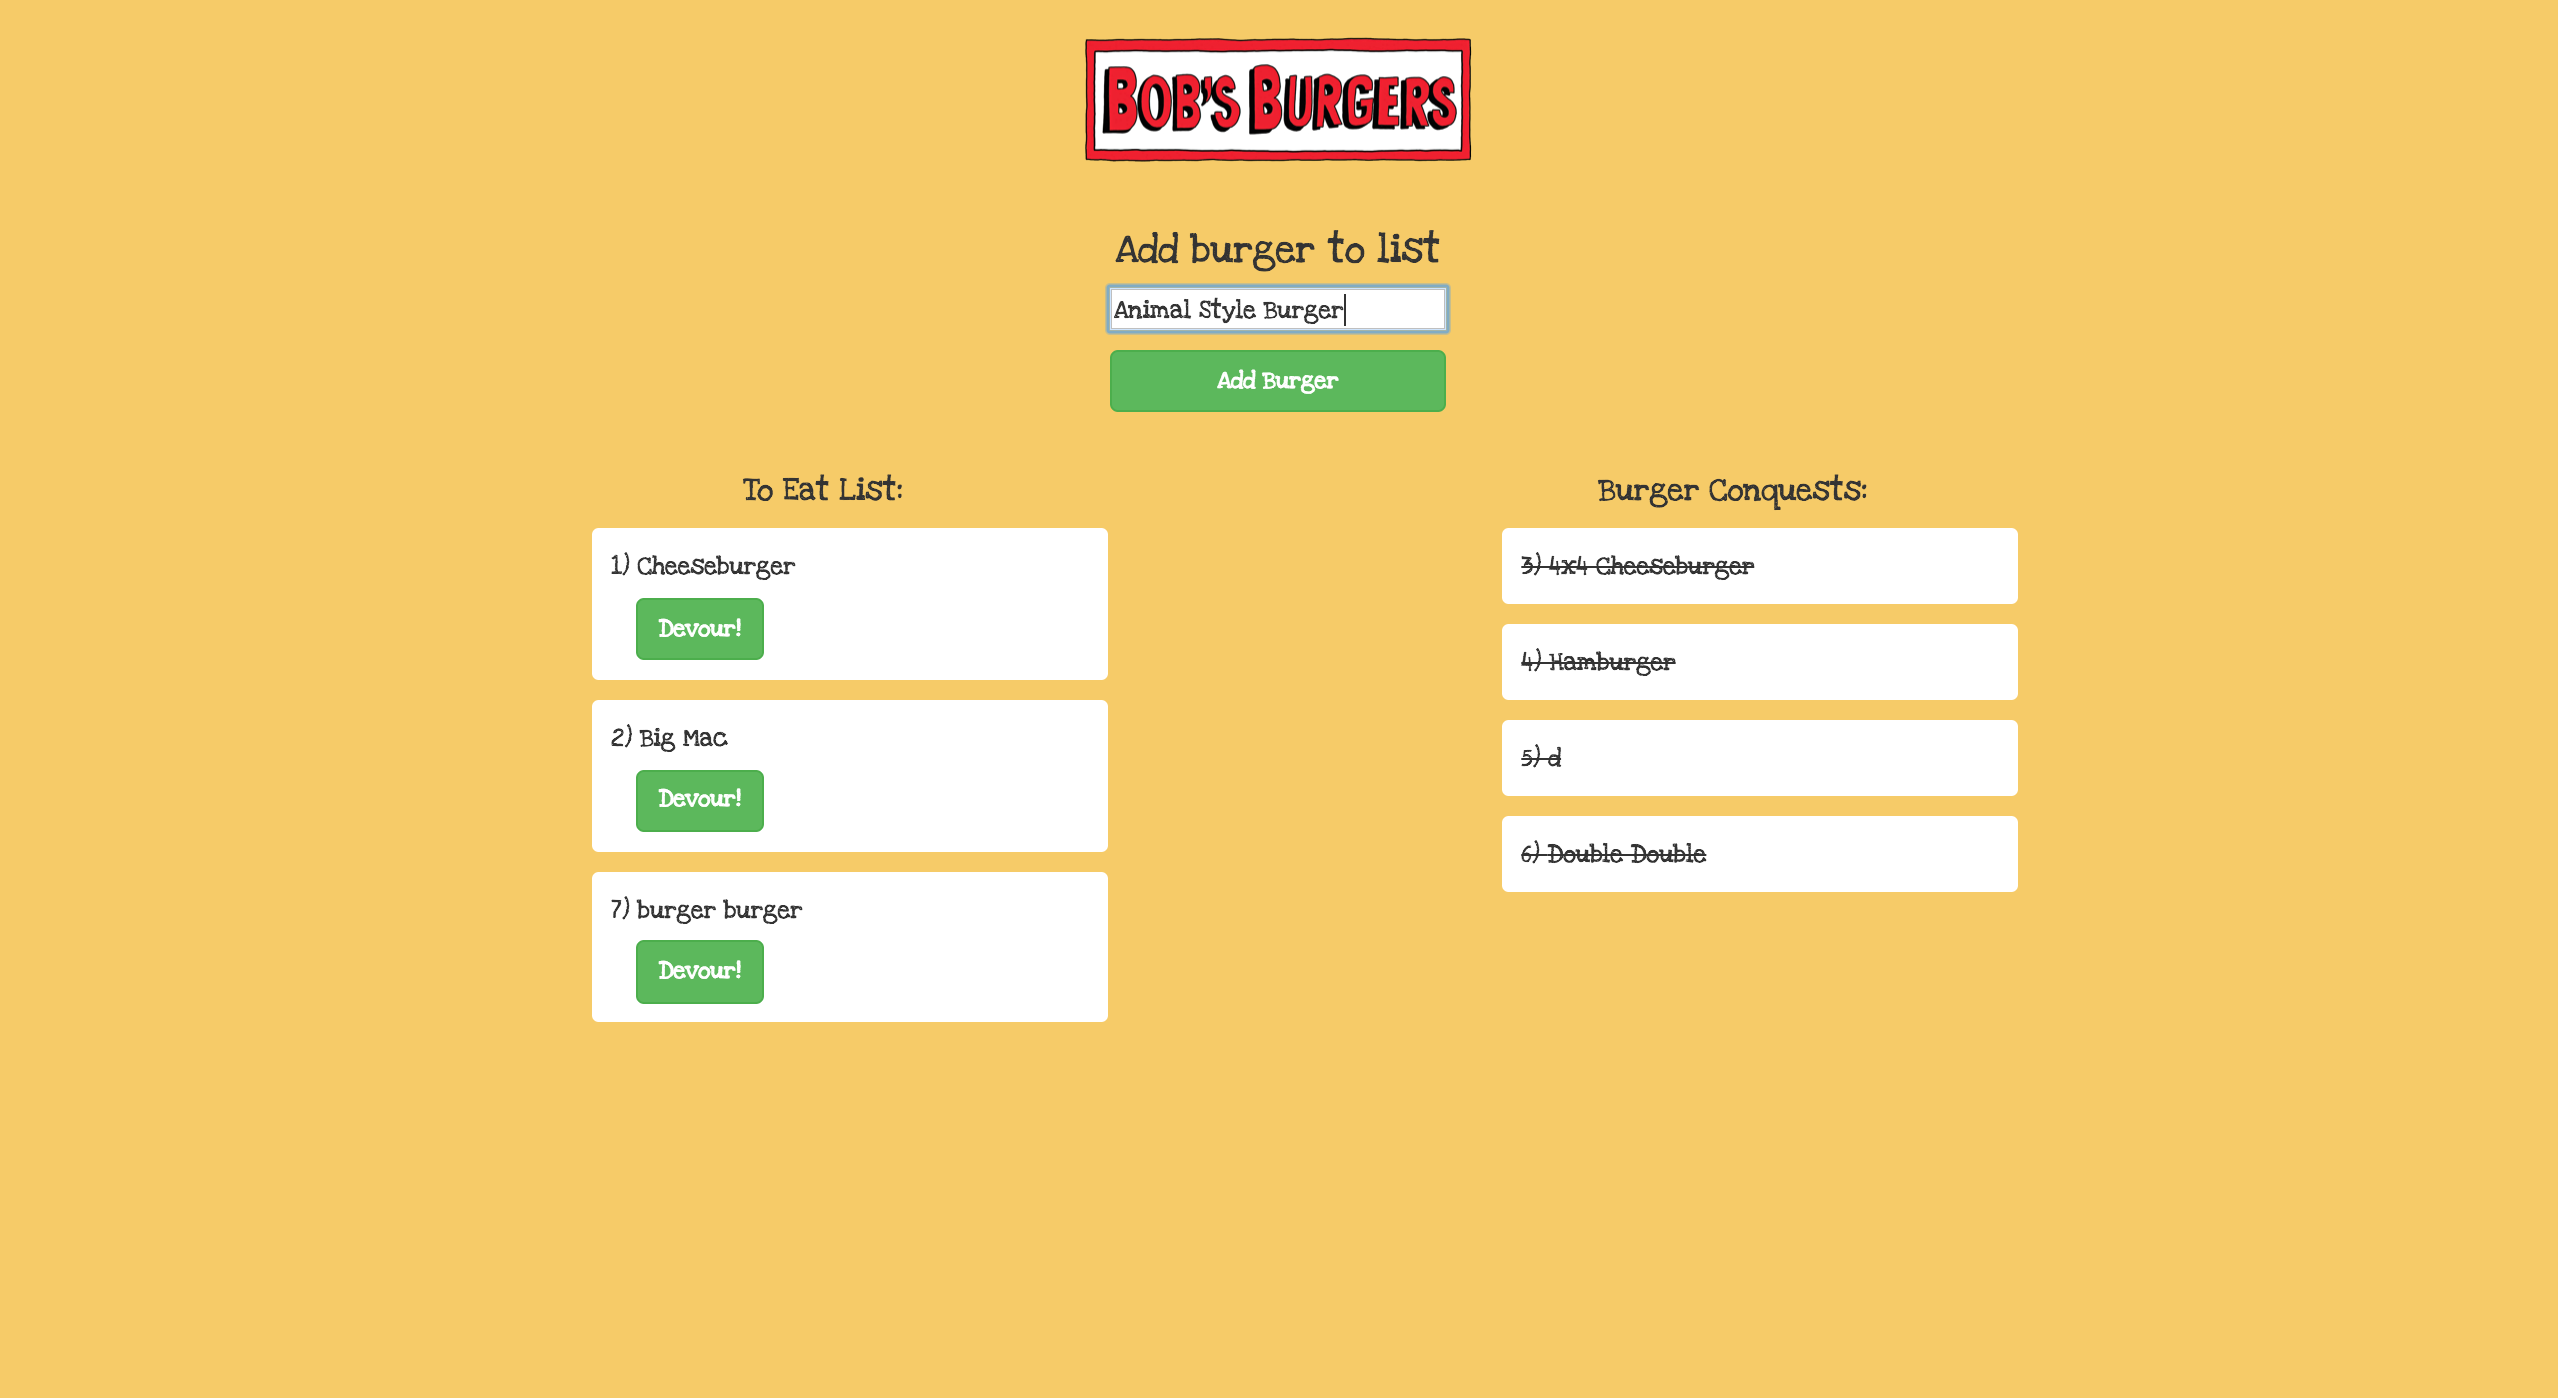 BOB'S BURGERS
Add burger to list
Animal Style Burger
Add Burger
To Eat List:
1) Cheeseburger
Devour!
2) Big Mac
Devour!
7) burger burger
Devour!
Burger Conquests:
3) 4x4 Cheeseburger
4) Hamburger
5) d
6) Double Double